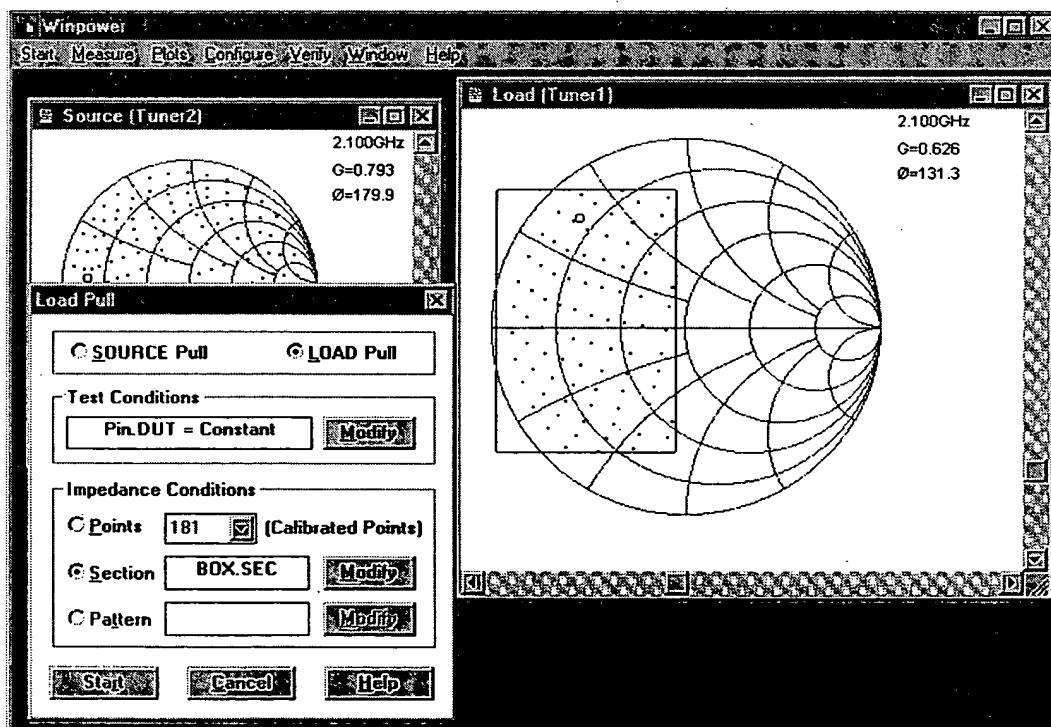 Winpower
Start Measure Plots Configure Verify Window Help
Source (Tuner2)
2.100GHz
G=0.793
Ø=179.9
Load (Tuner1)
2.100GHz
G=0.626
Ø=131.3
Load Pull
SOURCE Pull LOAD Pull
Test Conditions
Pin.DUT = Constant Modify
Impedance Conditions
Points 181 (Calibrated Points)
Section BOX.SEC Modify
Pattern Modify
Start Cancel Help